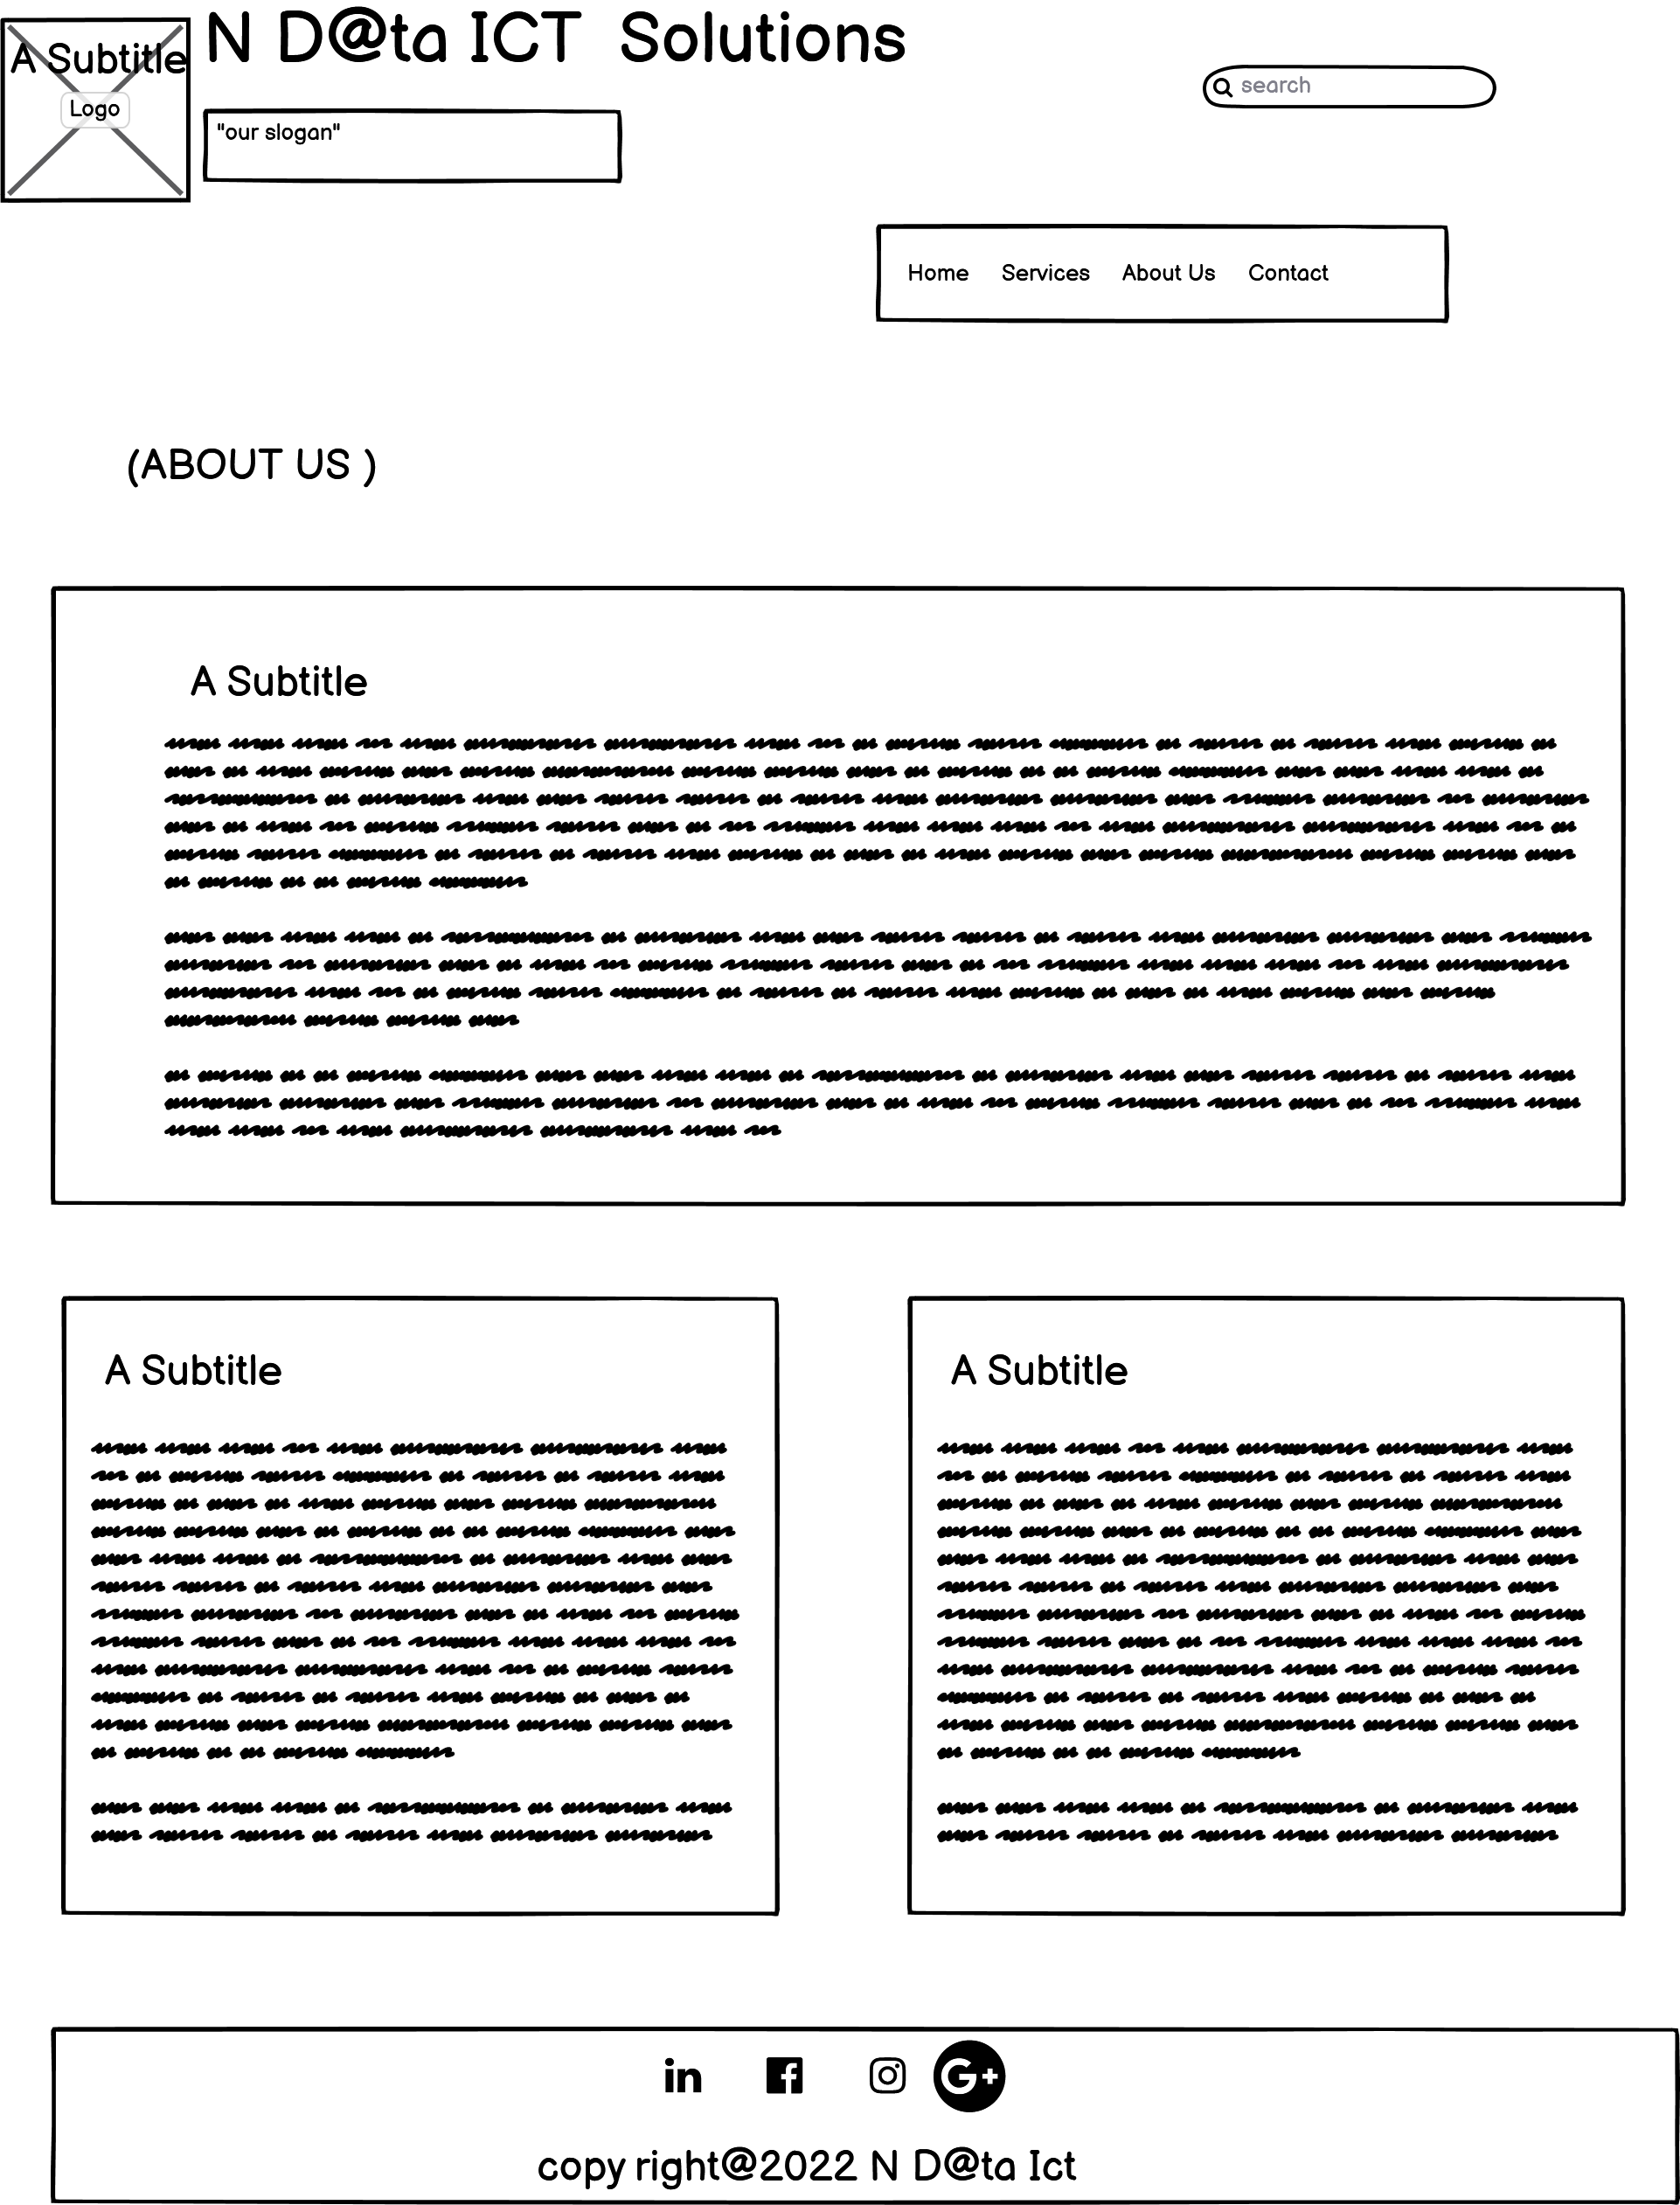 N D@ta ICT  Solutions
A Subtitle
Logo
search
"our slogan"
Home Services About Us Contact
(ABOUT US )
A Subtitle
A Subtitle
A Subtitle
in
G+
copy right@2022 N D@ta Ict